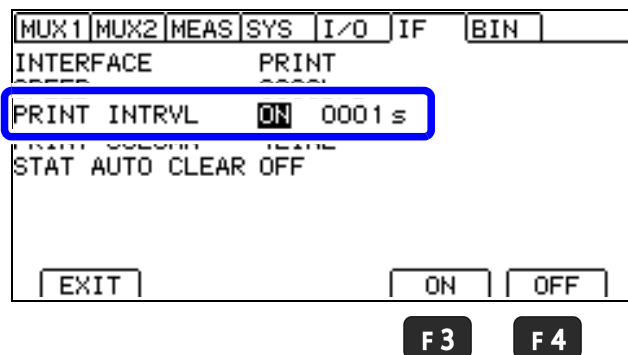 MUX1 MUX2 MEAS SYS I/O IF BIN
INTERFACE PRINT
PRINT INTRVL ON 0001s
STAT AUTO CLEAR OFF
EXIT ON OFF
F3 F4